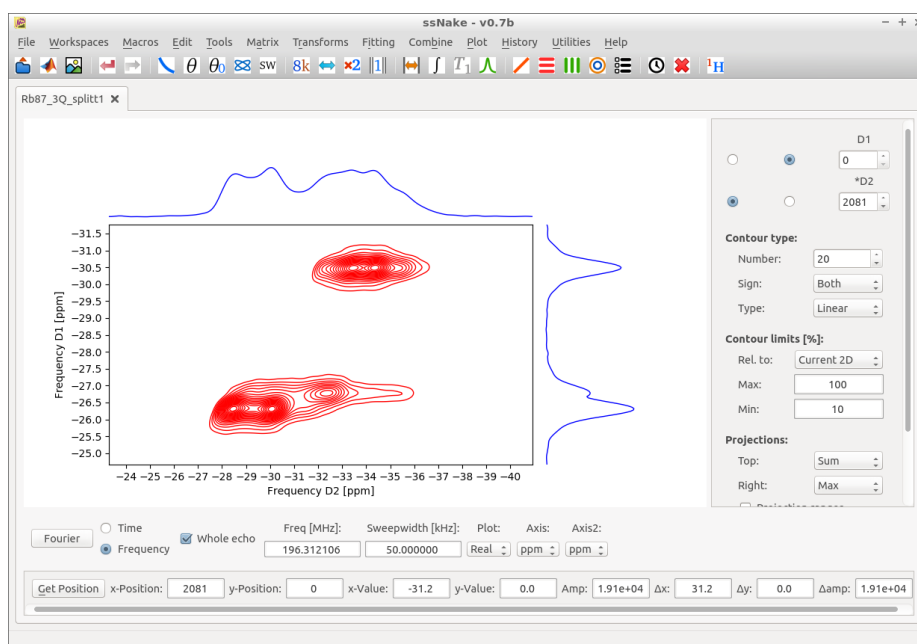 ssNake - v0.7b
File Workspaces Macros Edit Tools Matrix Transforms Fitting Combine Plot History Utilities Help
θ θ0 SW 8k ×2 ||1|| ∫ T1 1H
Rb87_3Q_splitt1
D1
0
*D2
2081
Contour type:
Number: 20
Sign: Both
Type: Linear
Contour limits [%]:
Rel. to: Current 2D
Max: 100
Min: 10
Projections:
Top: Sum
Right: Max
−31.5
−31.0
−30.5
−30.0
−29.5
−29.0
−28.5
−28.0
−27.5
−27.0
−26.5
−26.0
−25.5
−25.0
Frequency D1 [ppm]
−24 −25 −26 −27 −28 −29 −30 −31 −32 −33 −34 −35 −36 −37 −38 −39 −40
Frequency D2 [ppm]
Fourier
Time
Frequency
Whole echo
Freq [MHz]: Sweepwidth [kHz]: Plot: Axis: Axis2:
196.312106 50.000000 Real ppm ppm
Get Position x-Position: 2081 y-Position: 0 x-Value: -31.2 y-Value: 0.0 Amp: 1.91e+04 Δx: 31.2 Δy: 0.0 Δamp: 1.91e+04